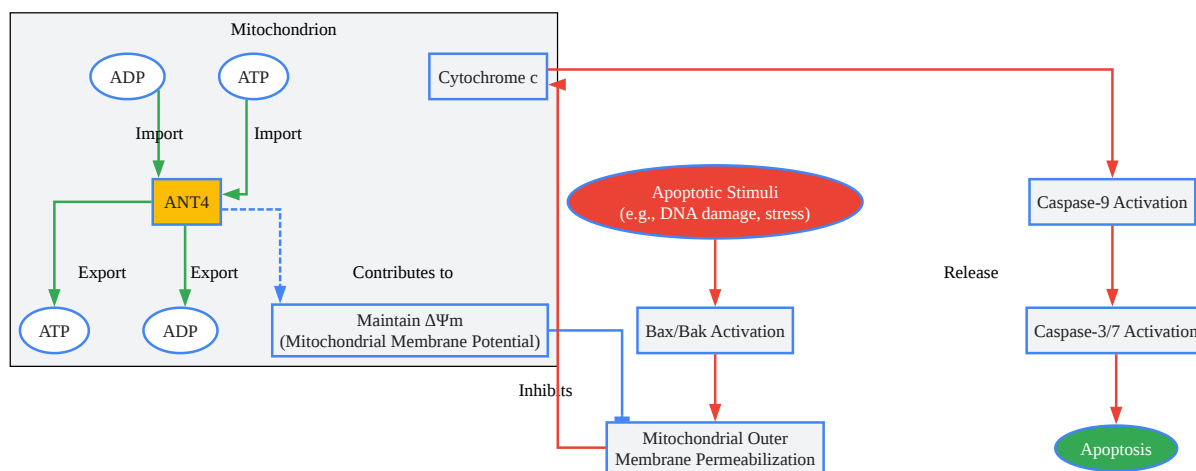 Mitochondrion
ADP
ATP
Cytochrome c
Import
Import
Apoptotic Stimuli
(e.g., DNA damage, stress)
ANT4
Caspase-9 Activation
Export
Export
Contributes to
Release
ATP
ADP
Maintain ΔΨm
(Mitochondrial Membrane Potential)
Bax/Bak Activation
Caspase-3/7 Activation
Inhibits
Mitochondrial Outer
Membrane Permeabilization
Apoptosis